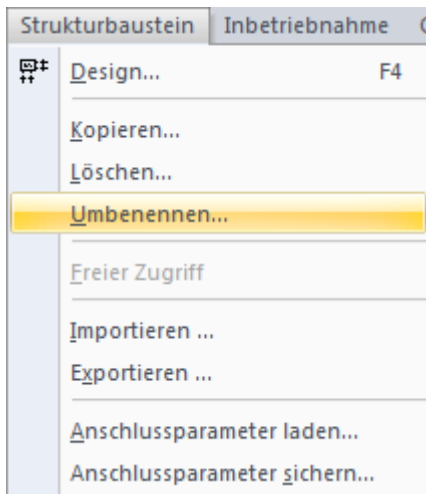 Strukturbaustein Inbetriebnahme
Design... F4
Kopieren...
Löschen...
Umbenennen...
Freier Zugriff
Importieren ...
Exportieren ...
Anschlussparameter laden...
Anschlussparameter sichern...